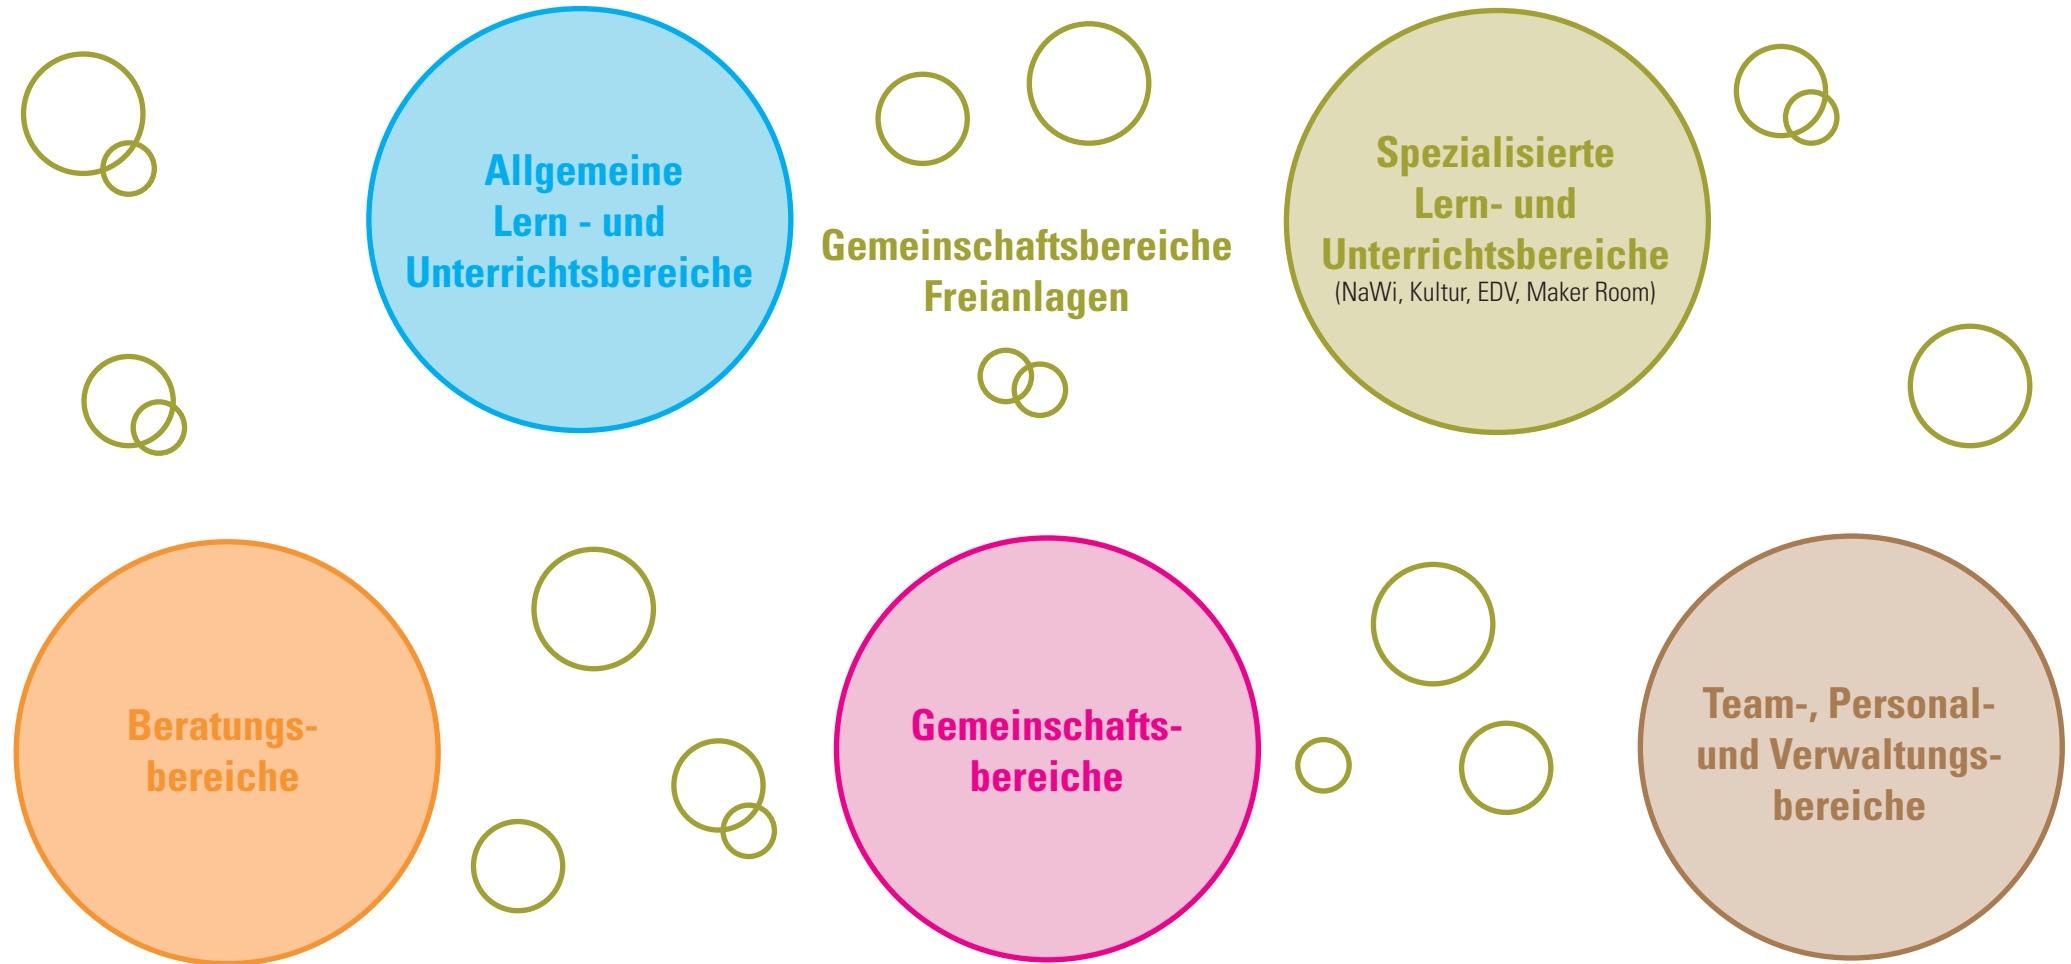 Allgemeine
Lern - und
Unterrichtsbereiche
Gemeinschaftsbereiche
Freianlagen
Spezialisierte
Lern- und
Unterrichtsbereiche
(NaWi, Kultur, EDV, Maker Room)
Beratungs-
bereiche
Gemeinschafts-
bereiche
Team-, Personal-
und Verwaltungs-
bereiche